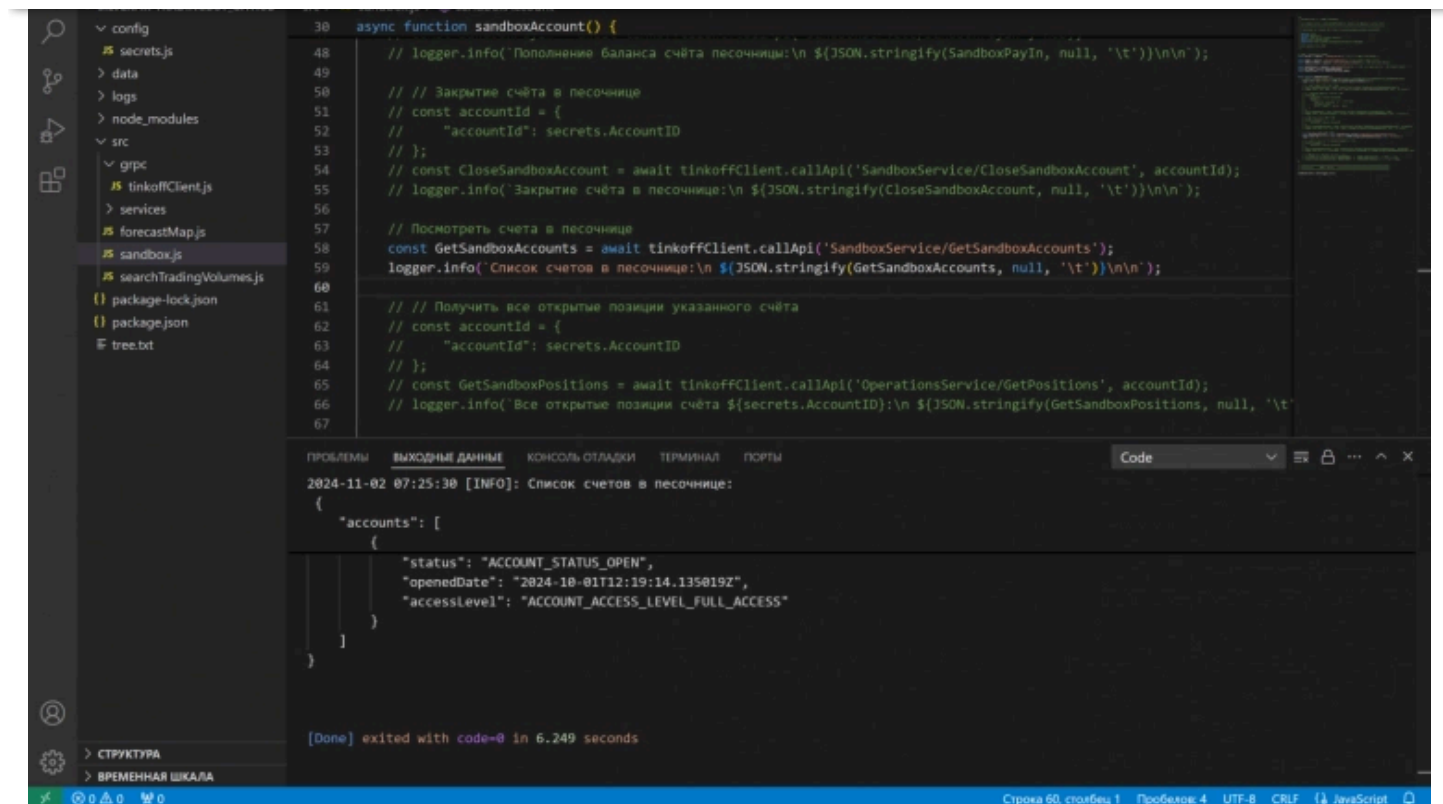 config
JS secrets.js
data
logs
node_modules
src
grpc
JS tinkoffClient.js
services
JS forecastMap.js
JS sandbox.js
JS searchTradingVolumes.js
{} package-lock.json
{} package.json
tree.txt
СТРУКТУРА
ВРЕМЕННАЯ ШКАЛА
30 async function sandboxAccount() {
48 // logger.info(`Пополнение баланса счёта песочницы:\n ${JSON.stringify(SandboxPayIn, null, '\t')}\n\n`);
49
50 // // Закрытие счёта в песочнице
51 // const accountId = {
52 //     "accountId": secrets.AccountID
53 // };
54 // const CloseSandboxAccount = await tinkoffClient.callApi('SandboxService/CloseSandboxAccount', accountId);
55 // logger.info(`Закрытие счёта в песочнице:\n ${JSON.stringify(CloseSandboxAccount, null, '\t')}\n\n`);
56
57 // Посмотреть счета в песочнице
58 const GetSandboxAccounts = await tinkoffClient.callApi('SandboxService/GetSandboxAccounts');
59 logger.info(`Список счетов в песочнице:\n ${JSON.stringify(GetSandboxAccounts, null, '\t')}\n\n`);
60
61 // // Получить все открытые позиции указанного счёта
62 // const accountId = {
63 //     "accountId": secrets.AccountID
64 // };
65 // const GetSandboxPositions = await tinkoffClient.callApi('OperationsService/GetPositions', accountId);
66 // logger.info(`Все открытые позиции счёта ${secrets.AccountID}:\n ${JSON.stringify(GetSandboxPositions, null, '\t'
67
ПРОБЛЕМЫ ВЫХОДНЫЕ ДАННЫЕ КОНСОЛЬ ОТЛАДКИ ТЕРМИНАЛ ПОРТЫ Code
2024-11-02 07:25:30 [INFO]: Список счетов в песочнице:
{
"accounts": [
{
"status": "ACCOUNT_STATUS_OPEN",
"openedDate": "2024-10-01T12:19:14.135019Z",
"accessLevel": "ACCOUNT_ACCESS_LEVEL_FULL_ACCESS"
}
]
}
[Done] exited with code=0 in 6.249 seconds
0 0 0 Строка 60, столбец 1 Пробелов: 4 UTF-8 CRLF {} JavaScript